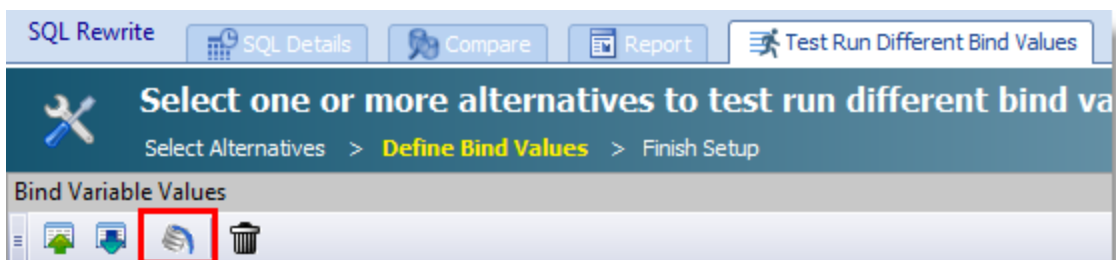 SQL Rewrite SQL Details Compare Report Test Run Different Bind Values
Select one or more alternatives to test run different bind va
Select Alternatives > Define Bind Values > Finish Setup
Bind Variable Values